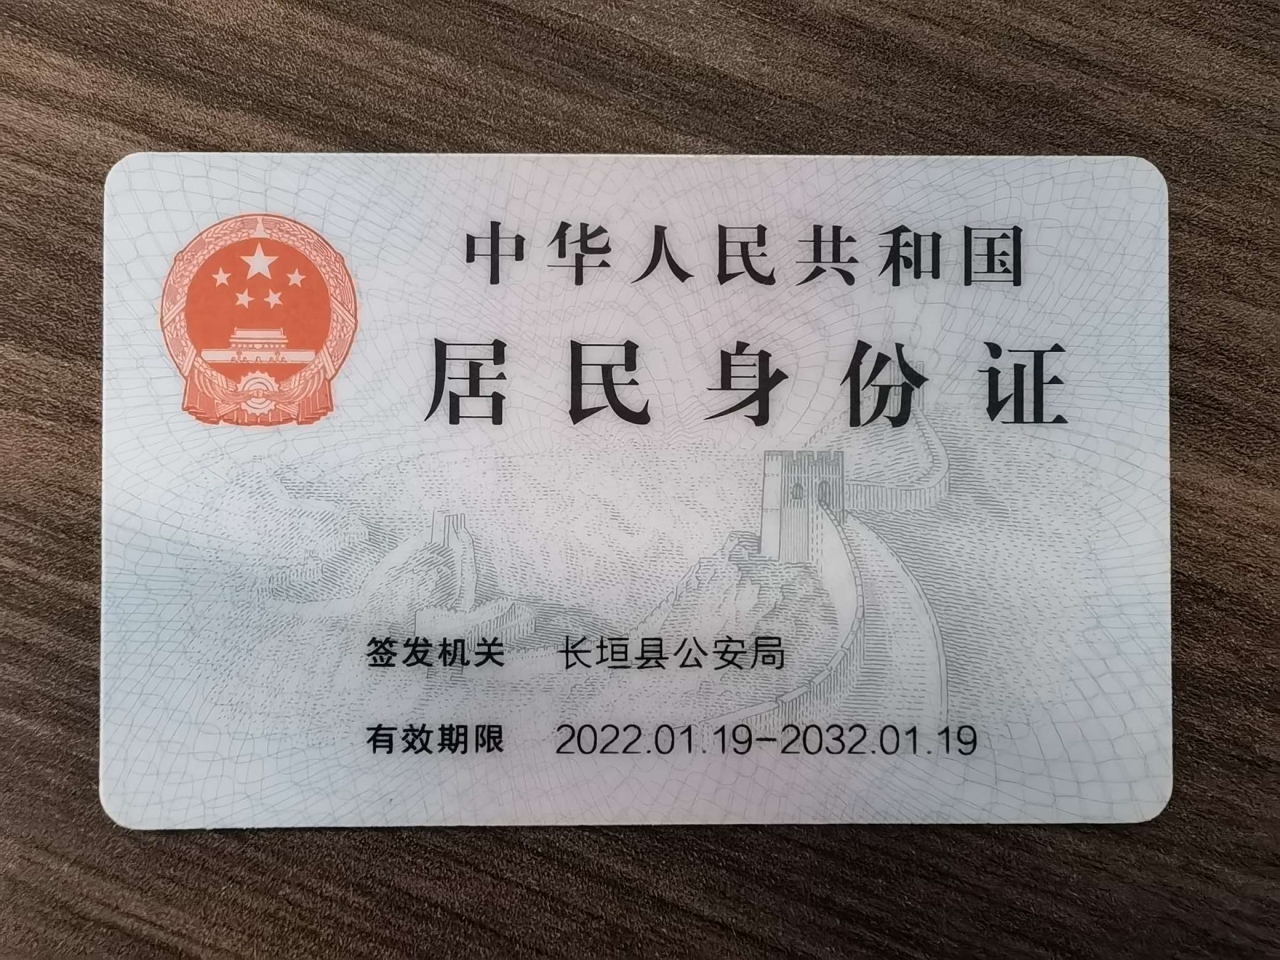 中华人民共和国
居民身份证
签发机关 长垣县公安局
有效期限 2022.01.19-2032.01.19